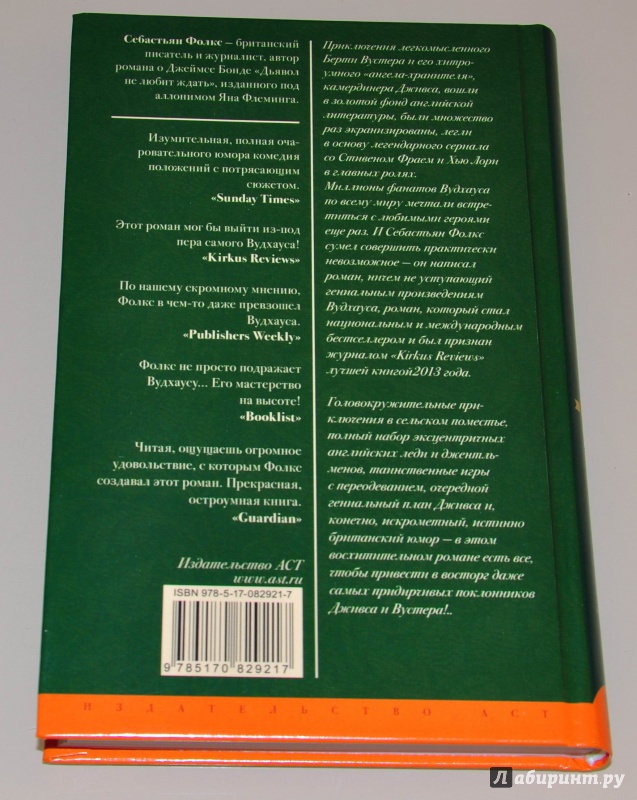 Себастьян Фолкс – британский
писатель и журналист, автор
романа о Джеймсе Бонде «Дьявол
не любит ждать», изданного под
аллонимом Яна Флеминга.
Изумительная, полная оча-
ровательного юмора комедия
положений с потрясающим
сюжетом.
«Sunday Times»
Этот роман мог бы выйти из-под
пера самого Вудхауса!
«Kirkus Reviews»
По нашему скромному мнению,
Фолкс в чем-то даже превзошел
Вудхауса.
«Publishers Weekly»
Фолкс не просто подражает
Вудхаусу... Его мастерство
на высоте!
«Booklist»
Читая, ощущаешь огромное
удовольствие, с которым Фолкс
создавал этот роман. Прекрасная,
остроумная книга.
«Guardian»
Издательство АСТ
www.ast.ru
ISBN 978-5-17-082921-7
9 785170 829217
Приключения легкомысленного
Берти Вустера и его хитро-
умного «ангела-хранителя»,
камердинера Дживса, вошли
в золотой фонд английской
литературы, были множество
раз экранизированы, легли
в основу легендарного сериала
со Стивеном Фраем и Хью Лори
в главных ролях.
Миллионы фанатов Вудхауса
по всему миру мечтали встре-
титься с любимыми героями
еще раз. И Себастьян Фолкс
сумел совершить практически
невозможное – он написал
роман, ничем не уступающий
гениальным произведениям
Вудхауса, роман, который стал
национальным и международным
бестселлером и был признан
журналом «Kirkus Reviews»
лучшей книгой2013 года.
Головокружительные при-
ключения в сельском поместье,
полный набор эксцентричных
английских леди и джентль-
менов, таинственные игры
с переодеванием, очередной
гениальный план Дживса и,
конечно, искрометный, истинно
британский юмор – в этом
восхитительном романе есть все,
чтобы привести в восторг даже
самых придирчивых поклонников
Дживса и Вустера!..
ИЗДАТЕЛЬСТВО АСТ
Лабиринт.ру